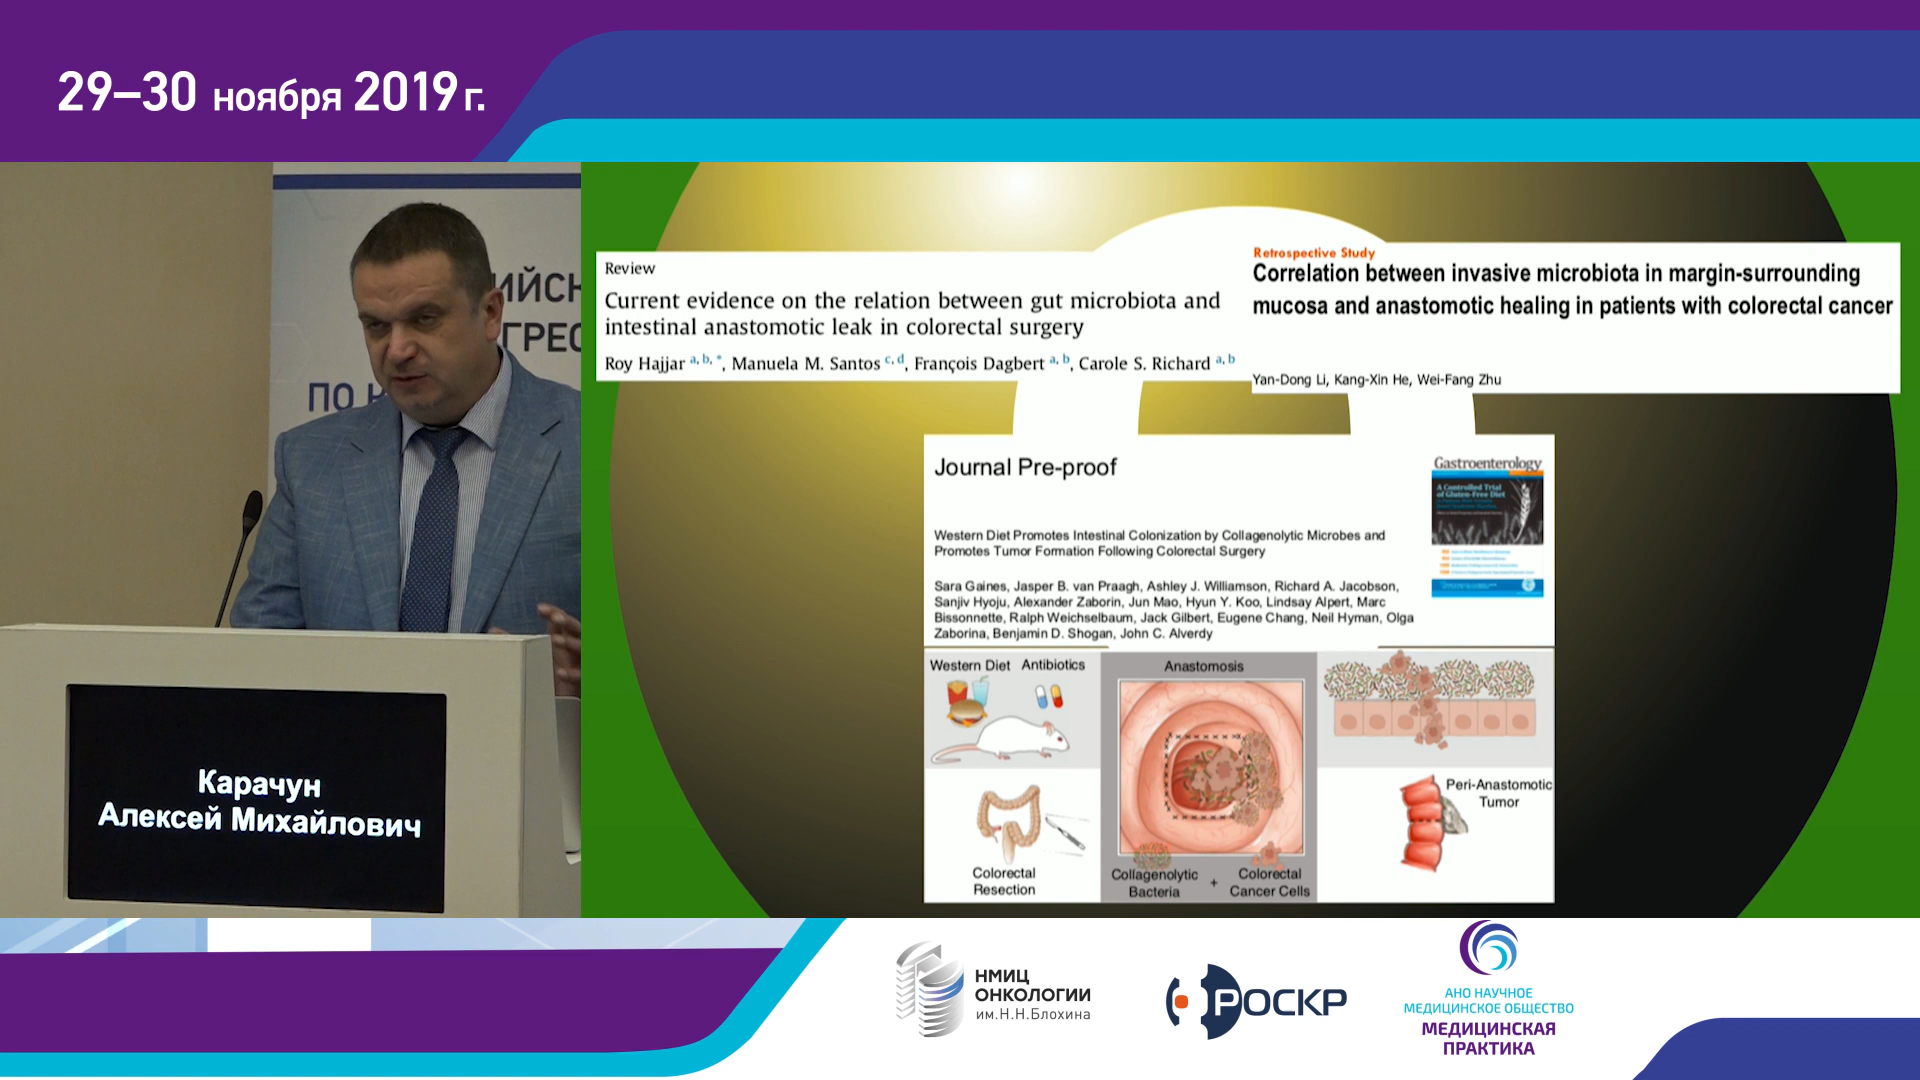 29–30 ноября 2019 г.
ПО К
Карачун
Алексей Михайлович
Review
Current evidence on the relation between gut microbiota and
intestinal anastomotic leak in colorectal surgery
Roy Hajjar a, b, *, Manuela M. Santos c, d, François Dagbert a, b, Carole S. Richard a, b
Retrospective Study
Correlation between invasive microbiota in margin-surrounding
mucosa and anastomotic healing in patients with colorectal cancer
Yan-Dong Li, Kang-Xin He, Wei-Fang Zhu
Journal Pre-proof
Gastroenterology
A Controlled Trial
of Gluten-Free Diet
Western Diet Promotes Intestinal Colonization by Collagenolytic Microbes and
Promotes Tumor Formation Following Colorectal Surgery
Sara Gaines, Jasper B. van Praagh, Ashley J. Williamson, Richard A. Jacobson,
Sanjiv Hyoju, Alexander Zaborin, Jun Mao, Hyun Y. Koo, Lindsay Alpert, Marc
Bissonnette, Ralph Weichselbaum, Jack Gilbert, Eugene Chang, Neil Hyman, Olga
Zaborina, Benjamin D. Shogan, John C. Alverdy
Western Diet Antibiotics
Anastomosis
Colorectal
Resection
Collagenolytic
Bacteria
+
Colorectal
Cancer Cells
Peri-Anastomotic
Tumor
НМИЦ
ОНКОЛОГИИ
им.Н.Н.Блохина
РОСКР
АНО НАУЧНОЕ
МЕДИЦИНСКОЕ ОБЩЕСТВО
МЕДИЦИНСКАЯ
ПРАКТИКА